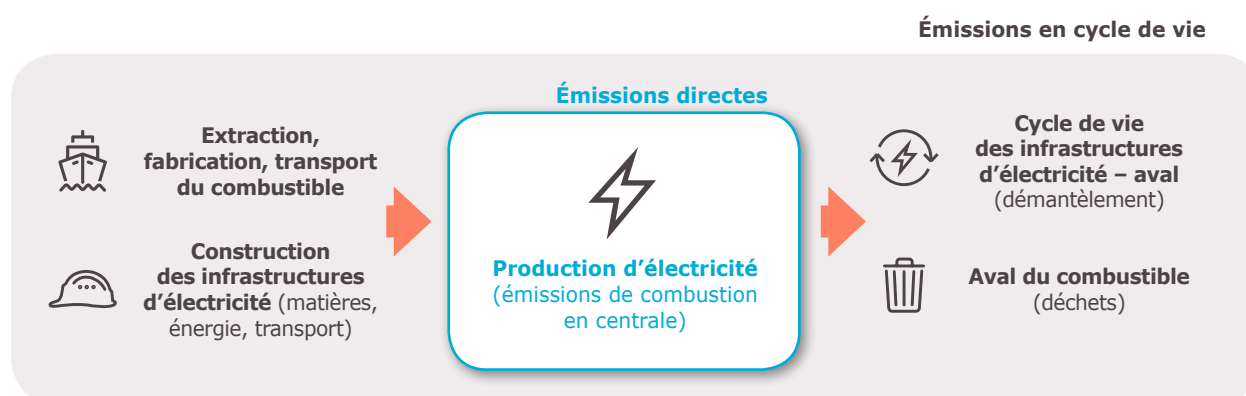 Émissions en cycle de vie
Émissions directes
Extraction,
fabrication, transport
du combustible
Construction
des infrastructures
d’électricité (matières,
énergie, transport)
Production d’électricité
(émissions de combustion
en centrale)
Cycle de vie
des infrastructures
d’électricité – aval
(démantèlement)
Aval du combustible
(déchets)